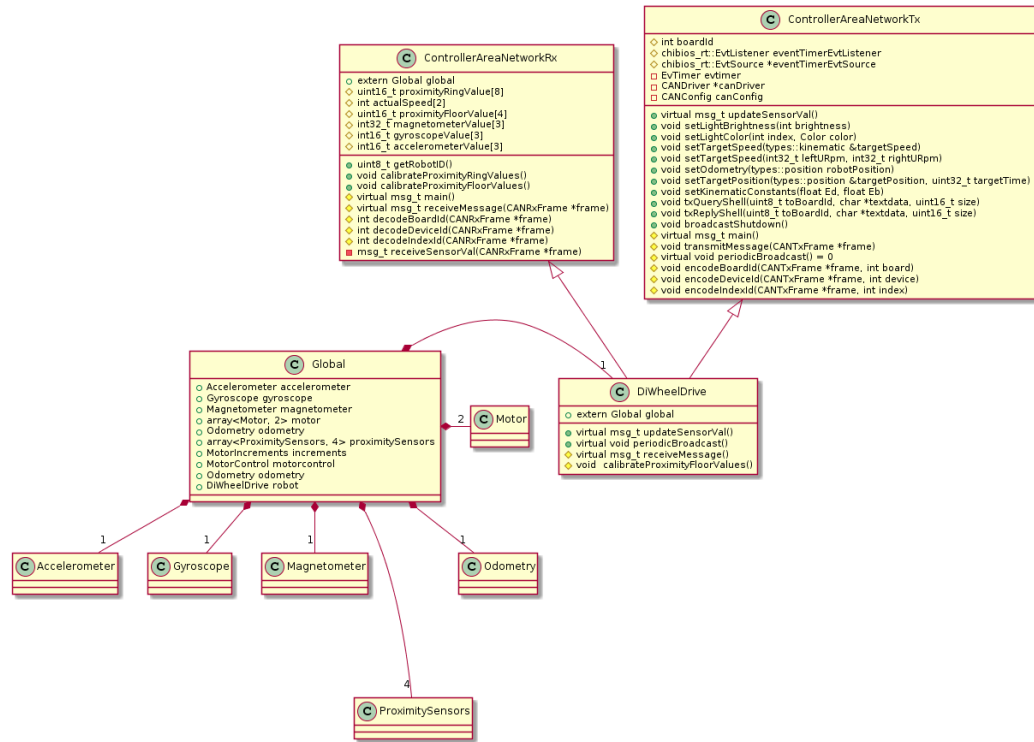 ControllerAreaNetworkTx
int boardId
chibios_rt::EvtListener eventTimerEvtListener
chibios_rt::EvtSource *eventTimerEvtSource
EvTimer evtimer
CANDriver *canDriver
CANConfig canConfig
virtual msg_t updateSensorVal()
void setLightBrightness(int brightness)
void setLightColor(int index, Color color)
void setTargetSpeed(types::kinematic &targetSpeed)
void setTargetSpeed(int32_t leftURpm, int32_t rightURpm)
void setOdometry(types::position robotPosition)
void setTargetPosition(types::position &targetPosition, uint32_t targetTime)
void setKinematicConstants(float Ed, float Eb)
void txQueryShell(uint8_t toBoardId, char *textdata, uint16_t size)
void txReplyShell(uint8_t toBoardId, char *textdata, uint16_t size)
void broadcastShutdown()
virtual msg_t main()
void transmitMessage(CANTxFrame *frame)
virtual void periodicBroadcast() = 0
void encodeBoardId(CANTxFrame *frame, int board)
void encodeDeviceId(CANTxFrame *frame, int device)
void encodeIndexId(CANTxFrame *frame, int index)
ControllerAreaNetworkRx
extern Global global
uint16_t proximityRingValue[8]
int actualSpeed[2]
uint16_t proximityFloorValue[4]
int32_t magnetometerValue[3]
int16_t gyroscopeValue[3]
int16_t accelerometerValue[3]
uint8_t getRobotID()
void calibrateProximityRingValues()
void calibrateProximityFloorValues()
virtual msg_t main()
virtual msg_t receiveMessage(CANRxFrame *frame)
int decodeBoardId(CANRxFrame *frame)
int decodeDeviceId(CANRxFrame *frame)
int decodeIndexId(CANRxFrame *frame)
msg_t receiveSensorVal(CANRxFrame *frame)
Global
Accelerometer accelerometer
Gyroscope gyroscope
Magnetometer magnetometer
array<Motor, 2> motor
Odometry odometry
array<ProximitySensors, 4> proximitySensors
MotorIncrements increments
MotorControl motorcontrol
Odometry odometry
DiWheelDrive robot
2
Motor
1
DiWheelDrive
extern Global global
virtual msg_t updateSensorVal()
virtual void periodicBroadcast()
virtual msg_t receiveMessage()
void calibrateProximityFloorValues()
1
1
1
1
Accelerometer
Gyroscope
Magnetometer
Odometry
4
ProximitySensors